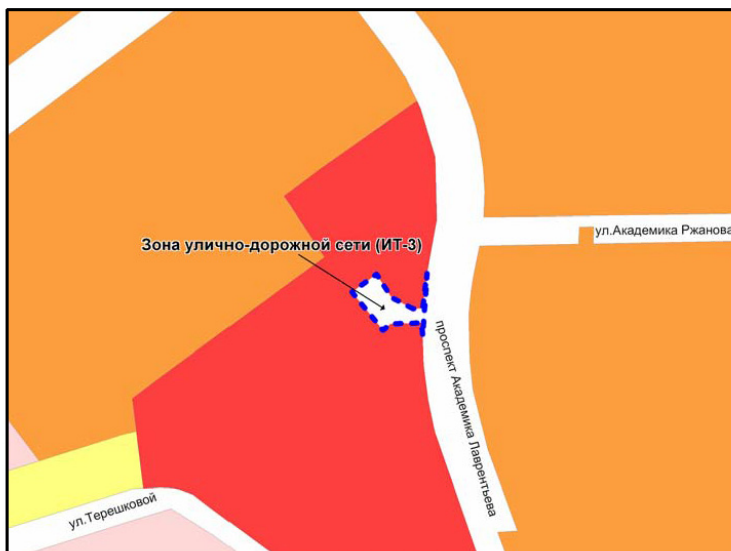 ул.Академика Ржанова
Зона улично-дорожной сети (ИТ-3)
проспект Академика Лаврентьева
ул.Терешковой